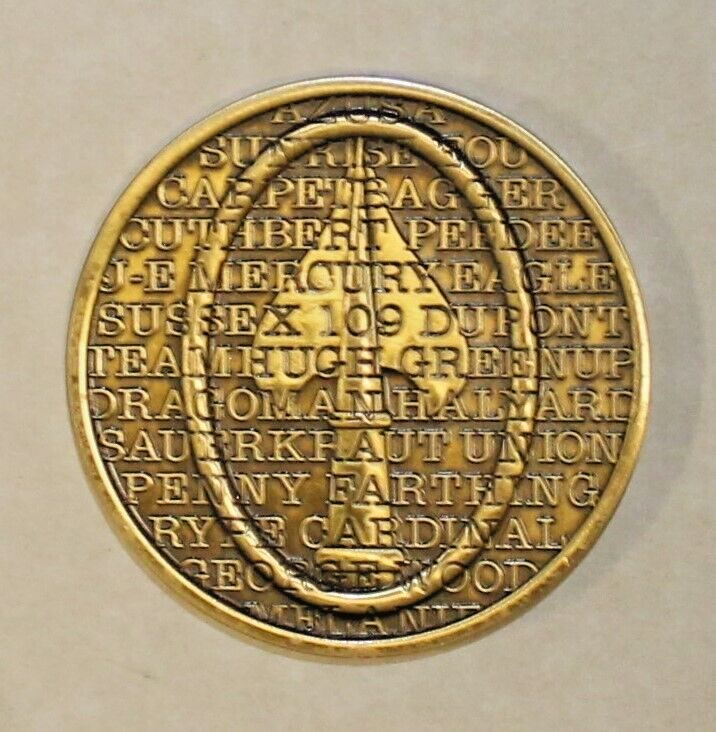 AZUSA
SUNRISE FOU
CARPETBAGGER
CUTHBERT PEEDEE
J-E MERCURY EAGLE
SUSSEX 109 DUPONT
TEAM HUGH GREENUP
DRAGOMAN HALYARD
SAUERKRAUT UNION
PENNY FARTHING
RYPE CARDINAL
GEORGE WOOD